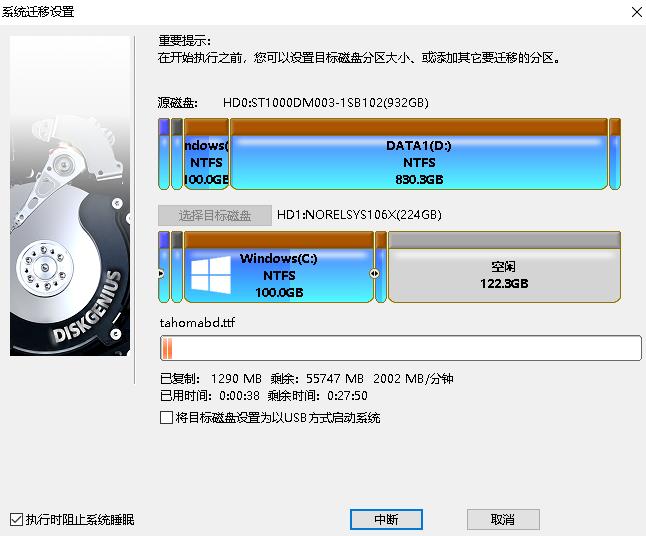 系统迁移设置
重要提示:
在开始执行之前，您可以设置目标磁盘分区大小、或添加其它要迁移的分区。
源磁盘: HD0:ST1000DM003-1SB102(932GB)
ndows( DATA1(D:)
NTFS NTFS
100.0GB 830.3GB
选择目标磁盘 HD1:NORELSYS106X(224GB)
Windows(C:)
NTFS
100.0GB
空闲
122.3GB
DISKGENIUS
tahomabd.ttf
已复制: 1290 MB 剩余: 55747 MB 2002 MB/分钟
已用时间: 0:00:38 剩余时间: 0:27:50
将目标磁盘设置为以USB方式启动系统
执行时阻止系统睡眠 中断 取消